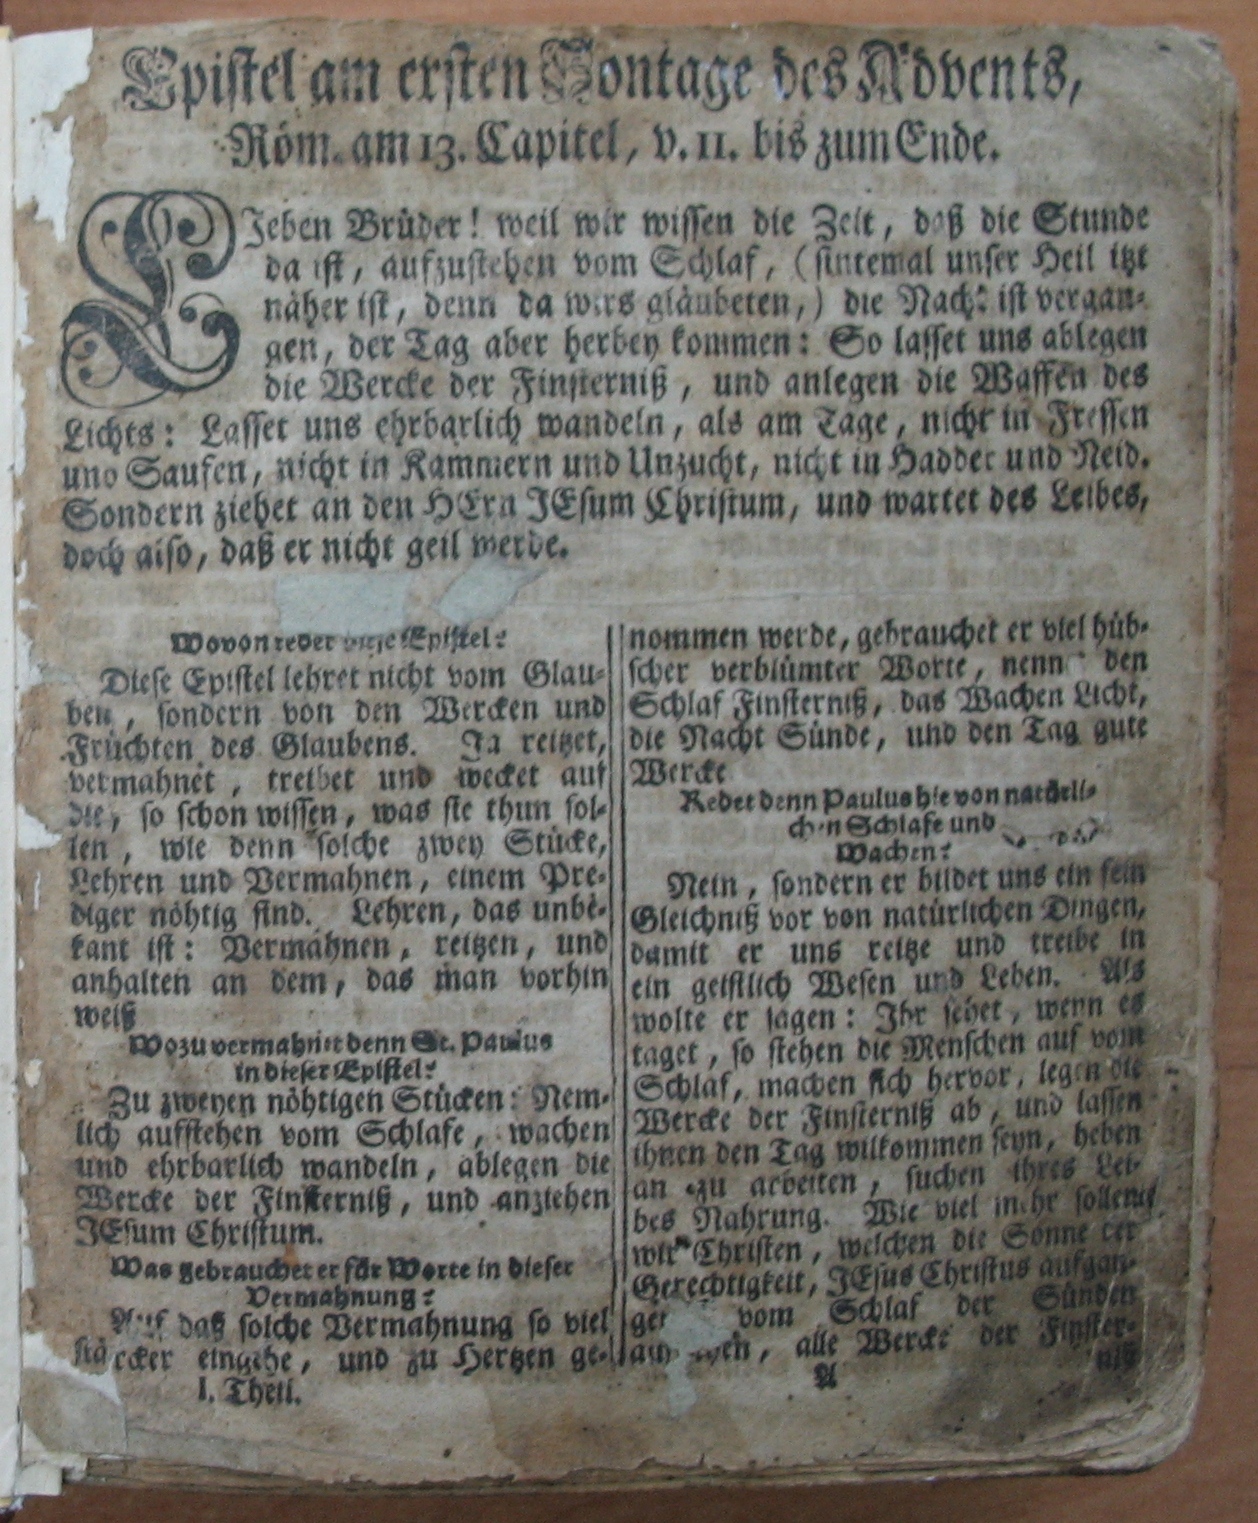 Epistel am ersten Sontage des Advents,
Röm. am 13. Capitel, v. 11. bis zum Ende.
LIeben Brüder! weil wir wissen die Zeit, daß die Stunde
da ist, aufzustehen vom Schlaf, (sintemal unser Heil itzt
näher ist, denn da wirs gläubeten,) die Nacht ist vergan-
gen, der Tag aber herbey kommen: So lasset uns ablegen
die Wercke der Finsterniß, und anlegen die Waffen des
Lichts: Lasset uns ehrbarlich wandeln, als am Tage, nicht in Fressen
und Saufen, nicht in Kammern und Unzucht, nicht in Hadder und Neid.
Sondern ziehet an den HErrn JEsum Christum, und wartet des Leibes,
doch also, daß er nicht geil werde.
Wovon redet diese Epistel?
Diese Epistel lehret nicht vom Glau-
ben, sondern von den Wercken und
Früchten des Glaubens. Ja reitzet,
vermahnet, treibet und wecket auf
die, so schon wissen, was sie thun sol-
len, wie denn solche zwey Stücke,
Lehren und Vermahnen, einem Pre-
diger nöhtig sind. Lehren, das unbe-
kant ist: Vermahnen, reitzen, und
anhalten an dem, das man vorhin
weiß
Wozu vermahnet denn St. Paulus
in dieser Epistel?
Zu zweyen nöhtigen Stücken: Nem-
lich aufstehen vom Schlafe, wachen
und ehrbarlich wandeln, ablegen die
Wercke der Finsterniß, und anziehen
JEsum Christum.
Was gebrauchet er für Worte in dieser
Vermahnung?
Auf daß solche Vermahnung so viel
stärcker eingehe, und zu Hertzen ge-
I. Theil.
nommen werde, gebrauchet er viel hüb-
scher verblümter Worte, nenn den
Schlaf Finsterniß, das Wachen Licht,
die Nacht Sünde, und den Tag gute
Wercke
Redet denn Paulus hie von natürli-
chen Schlafe und
Wachen?
Nein, sondern er bildet uns ein fein
Gleichniß vor von natürlichen Dingen,
damit er uns reitze und treibe in
ein geistlich Wesen und Leben. Als
wolte er sagen: Ihr sehet, wenn es
taget, so stehen die Menschen auf vom
Schlaf, machen sich hervor, legen die
Wercke der Finsterniß ab, und lassen
ihnen den Tag wilkommen seyn, heben
an zu arbeiten, suchen ihres Lei-
bes Nahrung. Wie viel mehr sollen
wir Christen, welchen die Sonne der
Gerechtigkeit, JEsus Christus aufgan-
gen vom Schlaf der Sünden
alle Wercke der Finster-
A
niß